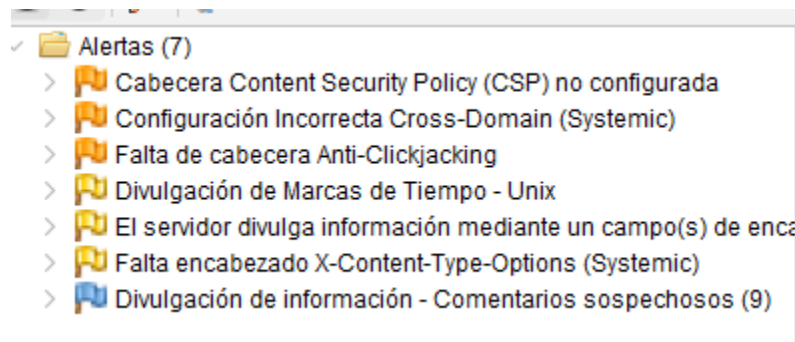 Alertas (7)
Cabecera Content Security Policy (CSP) no configurada
Configuración Incorrecta Cross-Domain (Systemic)
Falta de cabecera Anti-Clickjacking
Divulgación de Marcas de Tiempo - Unix
El servidor divulga información mediante un campo(s) de enca
Falta encabezado X-Content-Type-Options (Systemic)
Divulgación de información - Comentarios sospechosos (9)